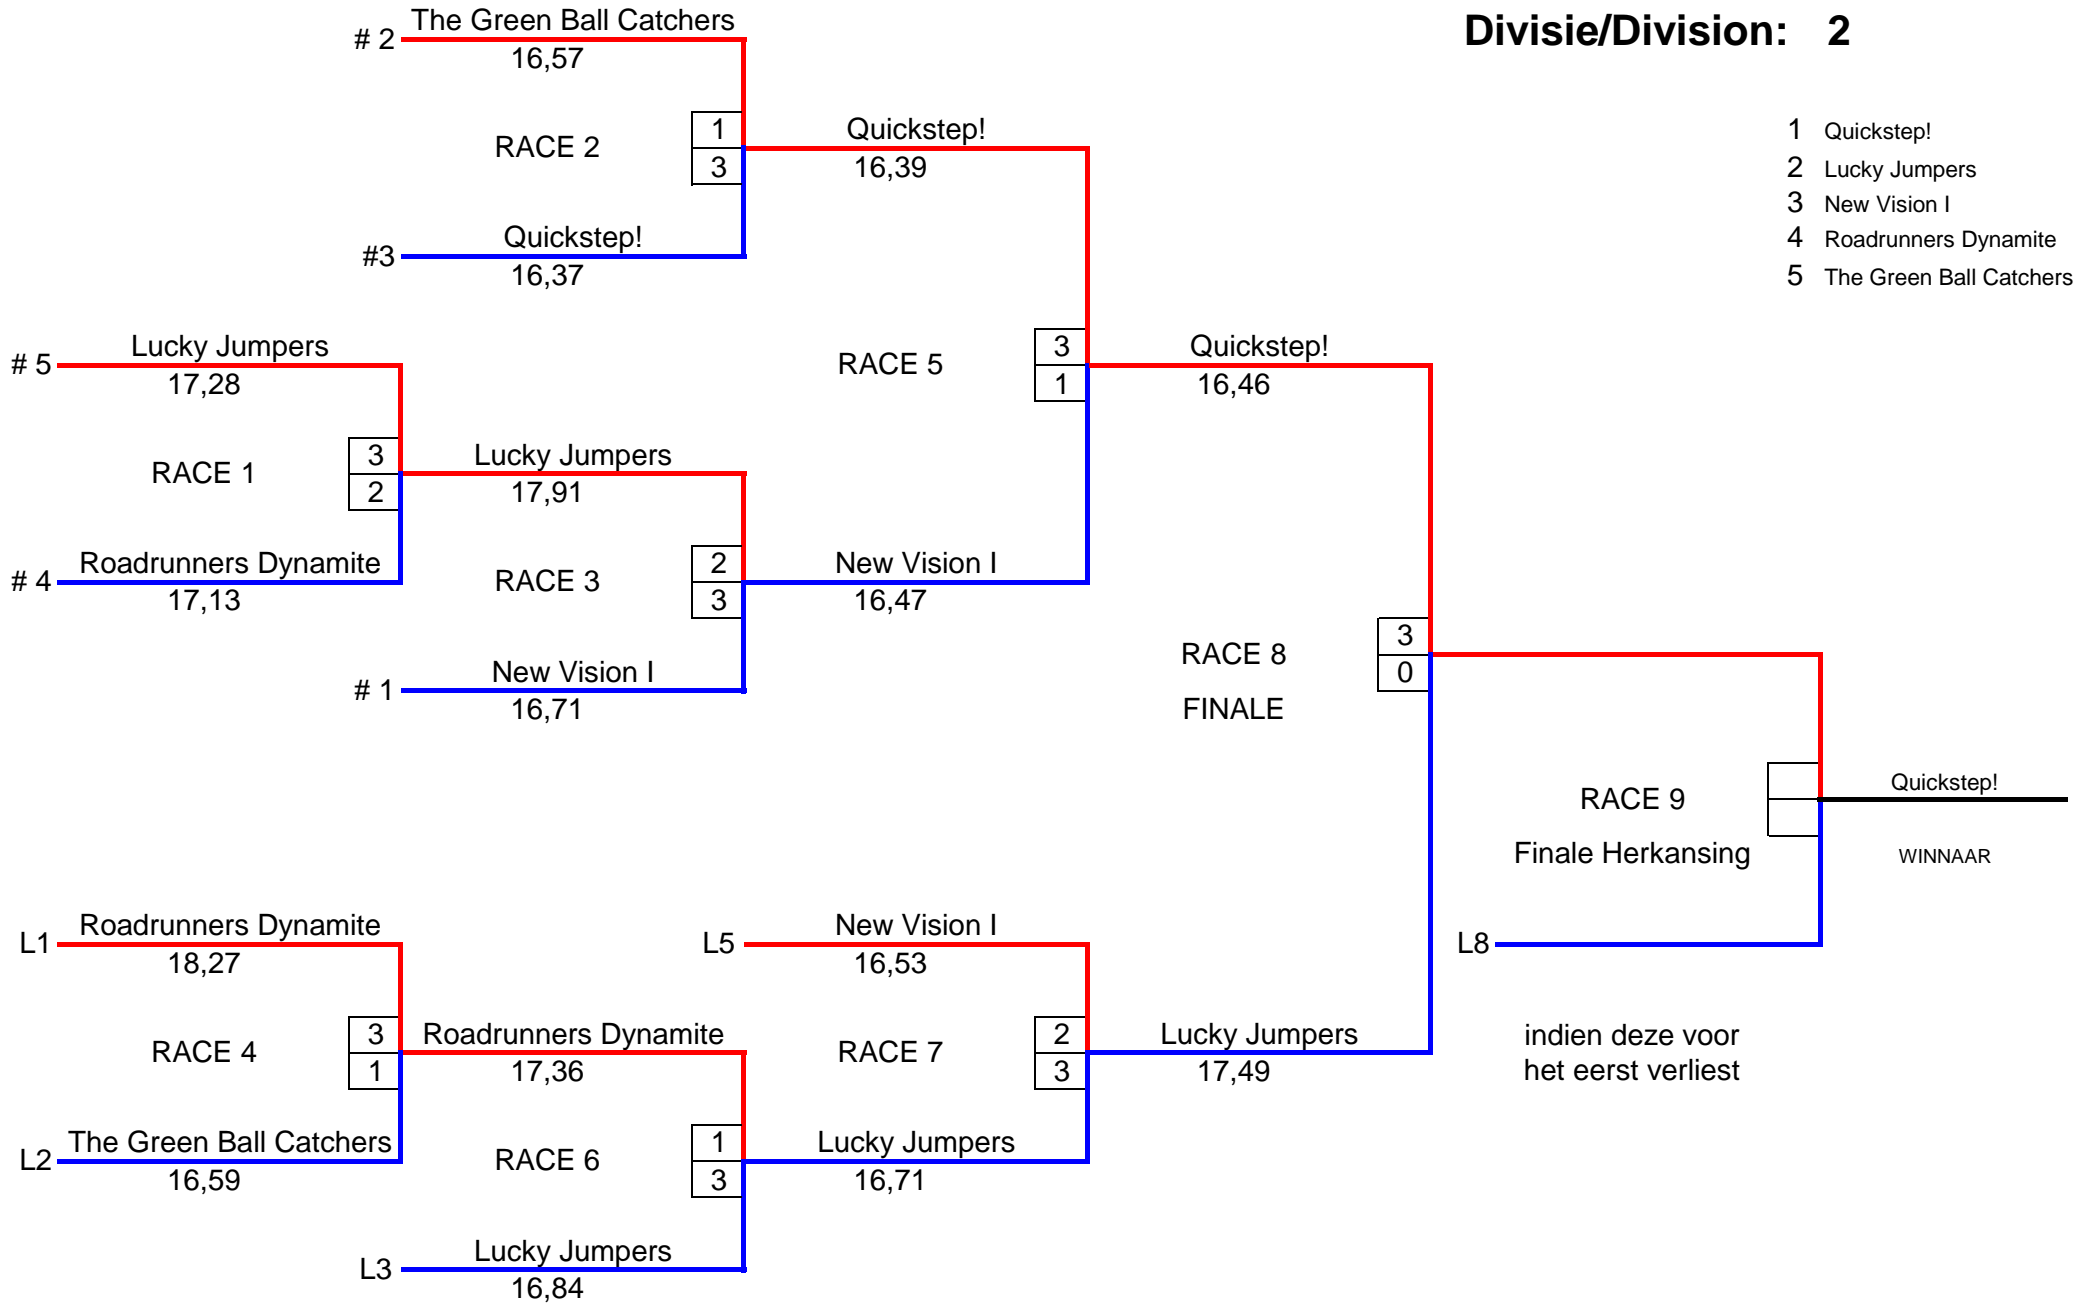 Divisie/Division: 2
1 Quickstep!
2 Lucky Jumpers
3 New Vision I
4 Roadrunners Dynamite
5 The Green Ball Catchers
# 2 The Green Ball Catchers
16,57
RACE 2
1
3
#3 Quickstep!
16,37
Quickstep!
16,39
# 5 Lucky Jumpers
17,28
RACE 1
3
2
# 4 Roadrunners Dynamite
17,13
Lucky Jumpers
17,91
RACE 3
2
3
# 1 New Vision I
16,71
New Vision I
16,47
RACE 5
3
1
Quickstep!
16,46
RACE 8
FINALE
3
0
RACE 9
Finale Herkansing
Quickstep!
WINNAAR
L8
indien deze voor
het eerst verliest
L1 Roadrunners Dynamite
18,27
RACE 4
3
1
L2 The Green Ball Catchers
16,59
Roadrunners Dynamite
17,36
RACE 6
1
3
L3 Lucky Jumpers
16,84
L5 New Vision I
16,53
RACE 7
2
3
Lucky Jumpers
16,71
Lucky Jumpers
17,49